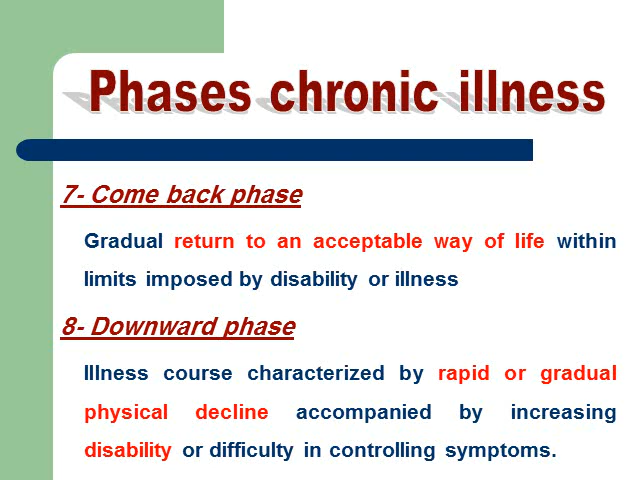 Phases chronic illness
7- Come back phase
Gradual return to an acceptable way of life within
limits imposed by disability or illness
8- Downward phase
Illness course characterized by rapid or gradual
physical decline accompanied by increasing
disability or difficulty in controlling symptoms.